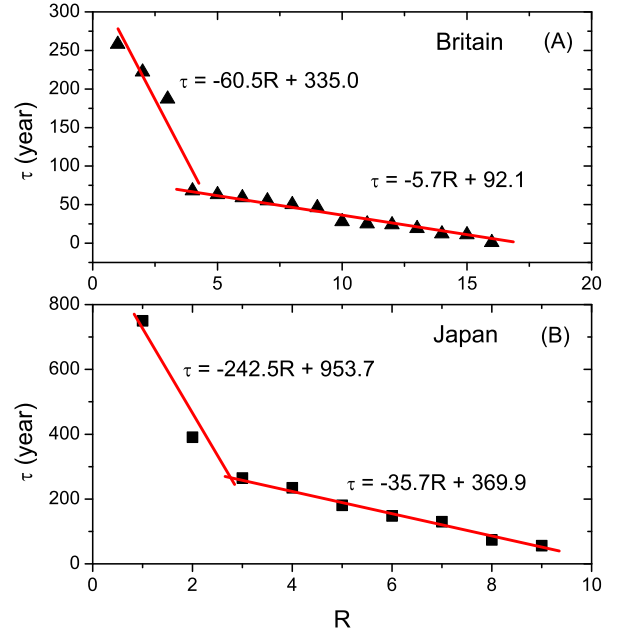 Britain (A)
τ = -60.5R + 335.0
τ = -5.7R + 92.1
τ (year)
300
250
200
150
100
50
0
0 5 10 15 20
Japan (B)
τ = -242.5R + 953.7
τ = -35.7R + 369.9
τ (year)
800
600
400
200
0
0 2 4 6 8 10
R